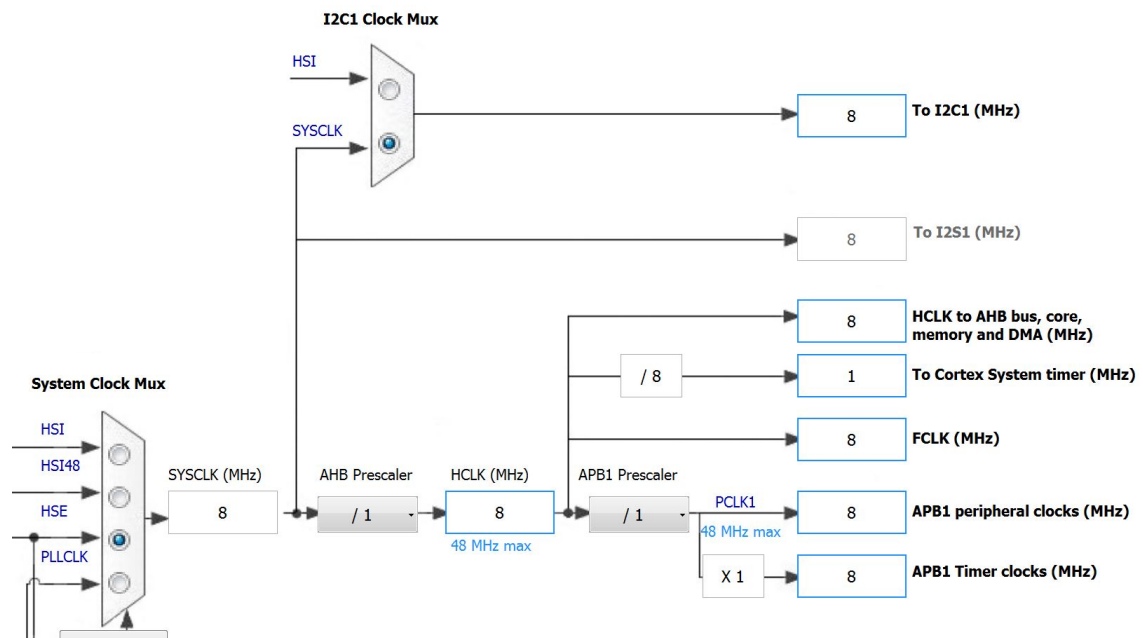 I2C1 Clock Mux
HSI
SYSCLK
8
To I2C1 (MHz)
8
To I2S1 (MHz)
8
HCLK to AHB bus, core,
memory and DMA (MHz)
/ 8
1
To Cortex System timer (MHz)
8
FCLK (MHz)
System Clock Mux
HSI
HSI48
HSE
PLLCLK
SYSCLK (MHz)
8
AHB Prescaler
/ 1
HCLK (MHz)
8
48 MHz max
APB1 Prescaler
/ 1
PCLK1
48 MHz max
8
APB1 peripheral clocks (MHz)
X 1
8
APB1 Timer clocks (MHz)